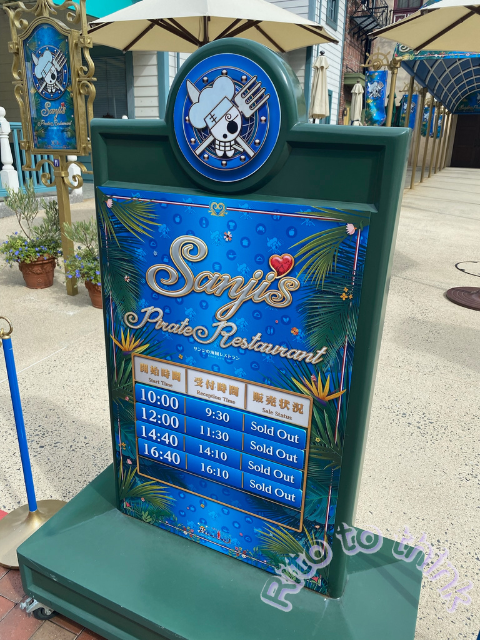 Sanji's
Pirate Restaurant
サンジの海賊レストラン
開始時間 受付時間 販売状況
Start Time Reception Time Sale Status
10:00 9:30 Sold Out
12:00 11:30 Sold Out
14:40 14:10 Sold Out
16:40 16:10 Sold Out
Rito to think